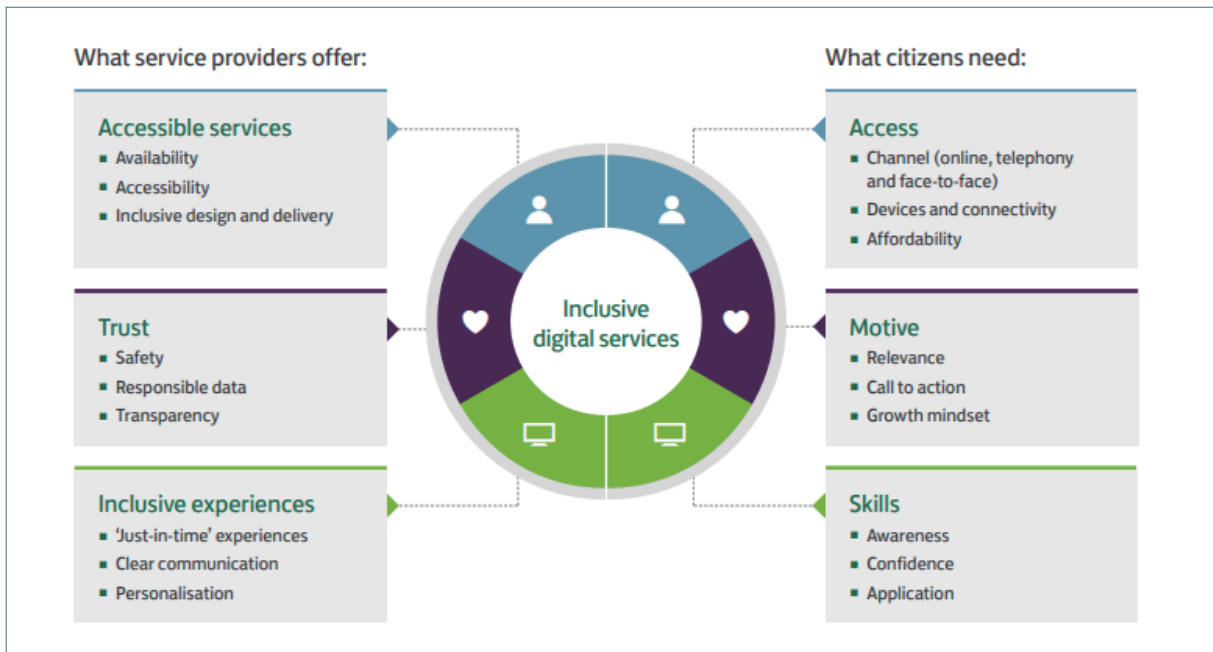 What service providers offer:
Accessible services
▪ Availability
▪ Accessibility
▪ Inclusive design and delivery
Trust
▪ Safety
▪ Responsible data
▪ Transparency
Inclusive experiences
▪ ‘Just-in-time’ experiences
▪ Clear communication
▪ Personalisation
Inclusive
digital services
What citizens need:
Access
▪ Channel (online, telephony
and face-to-face)
▪ Devices and connectivity
▪ Affordability
Motive
▪ Relevance
▪ Call to action
▪ Growth mindset
Skills
▪ Awareness
▪ Confidence
▪ Application